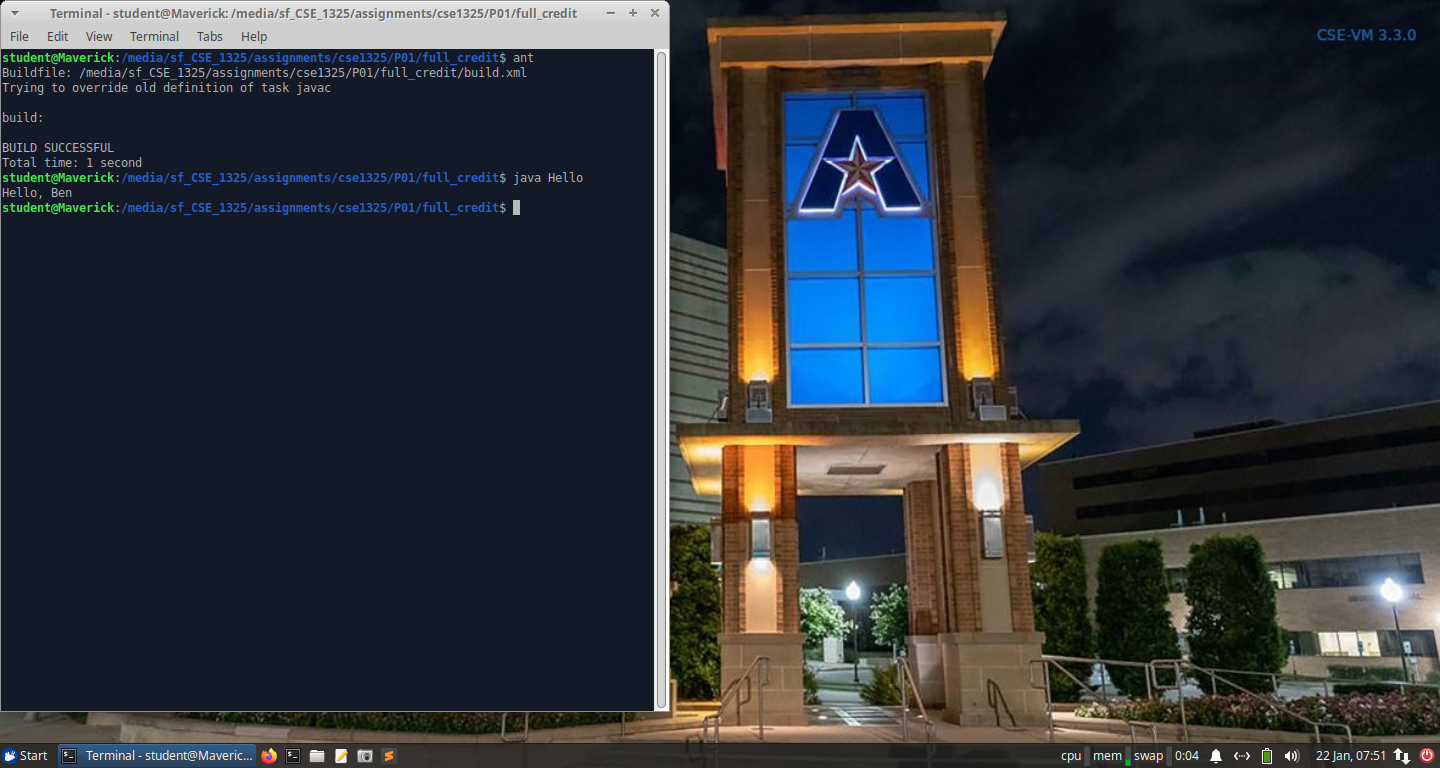 Terminal - student@Maverick: /media/sf_CSE_1325/assignments/cse1325/P01/full_credit
File Edit View Terminal Tabs Help
student@Maverick:/media/sf_CSE_1325/assignments/cse1325/P01/full_credit$ ant
Buildfile: /media/sf_CSE_1325/assignments/cse1325/P01/full_credit/build.xml
Trying to override old definition of task javac
build:
BUILD SUCCESSFUL
Total time: 1 second
student@Maverick:/media/sf_CSE_1325/assignments/cse1325/P01/full_credit$ java Hello
Hello, Ben
student@Maverick:/media/sf_CSE_1325/assignments/cse1325/P01/full_credit$
CSE-VM 3.3.0
A
Start
Terminal - student@Maveric...
cpu mem swap 0:04
22 Jan, 07:51